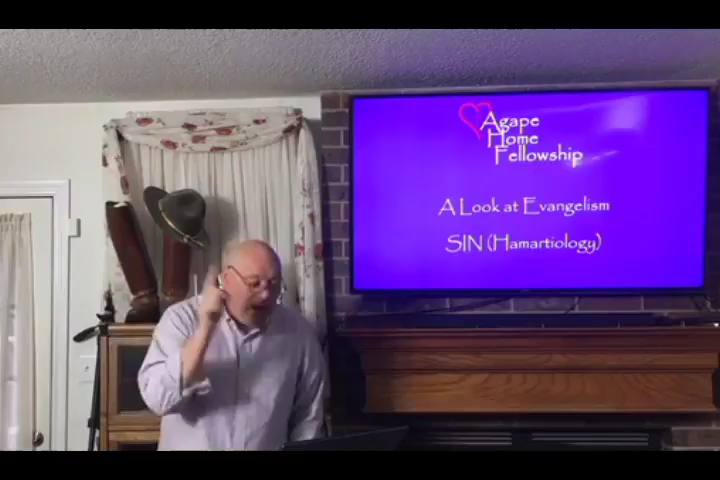 Agape
Home
Fellowship
A Look at Evangelism
SIN (Hamartiology)